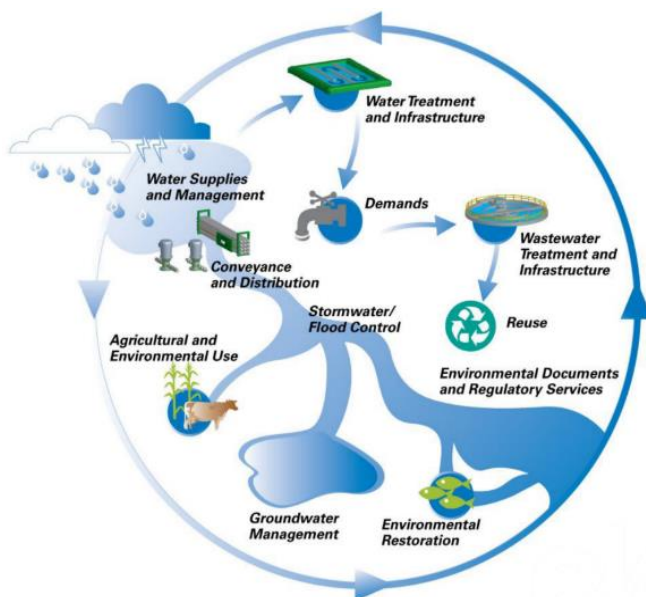 Water Treatment
and Infrastructure
Water Supplies
and Management
Demands
Wastewater
Treatment and
Infrastructure
Conveyance
and Distribution
Stormwater/
Flood Control
Reuse
Agricultural and
Environmental Use
Environmental Documents
and Regulatory Services
Groundwater
Management
Environmental
Restoration